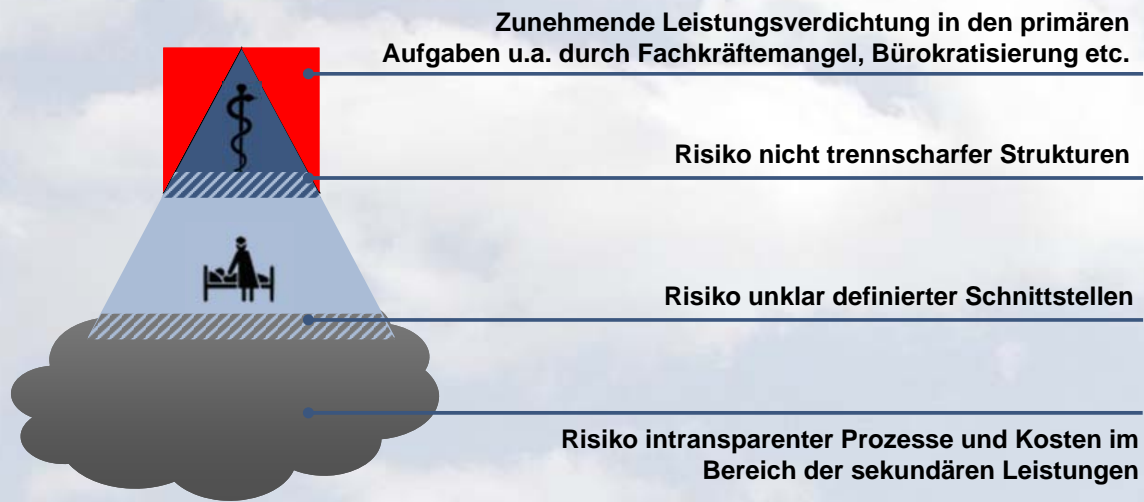 Zunehmende Leistungsverdichtung in den primären
Aufgaben u.a. durch Fachkräftemangel, Bürokratisierung etc.
Risiko nicht trennscharfer Strukturen
Risiko unklar definierter Schnittstellen
Risiko intransparenter Prozesse und Kosten im
Bereich der sekundären Leistungen